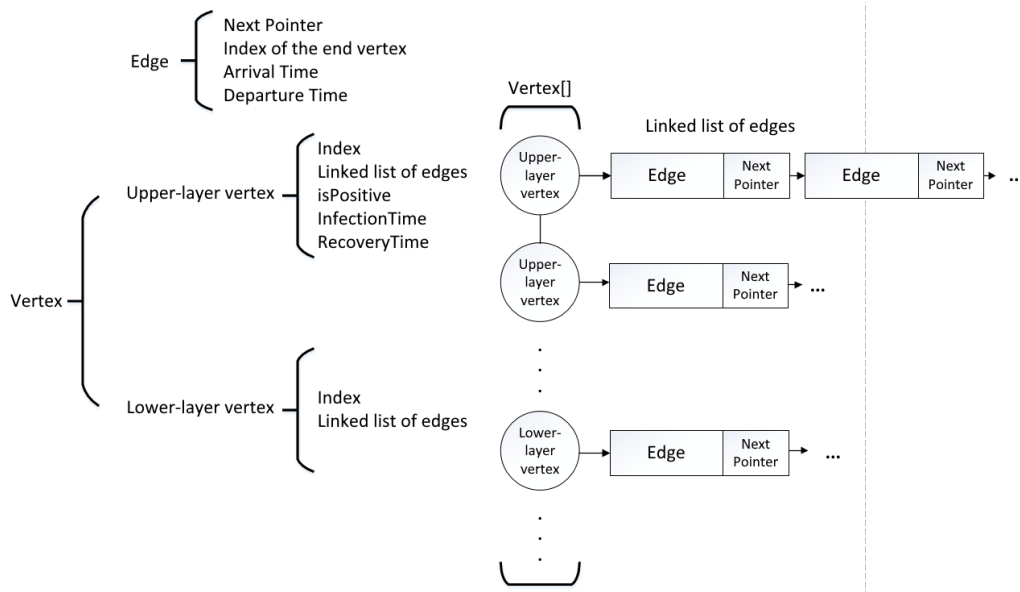 Edge
Next Pointer
Index of the end vertex
Arrival Time
Departure Time
Vertex
Upper-layer vertex
Index
Linked list of edges
isPositive
InfectionTime
RecoveryTime
Lower-layer vertex
Index
Linked list of edges
Vertex[]
Linked list of edges
Upper-
layer
vertex
Edge
Next
Pointer
Edge
Next
Pointer
..
Upper-
layer
vertex
Edge
Next
Pointer
...
.
.
.
Lower-
layer
vertex
Edge
Next
Pointer
...
.
.
.